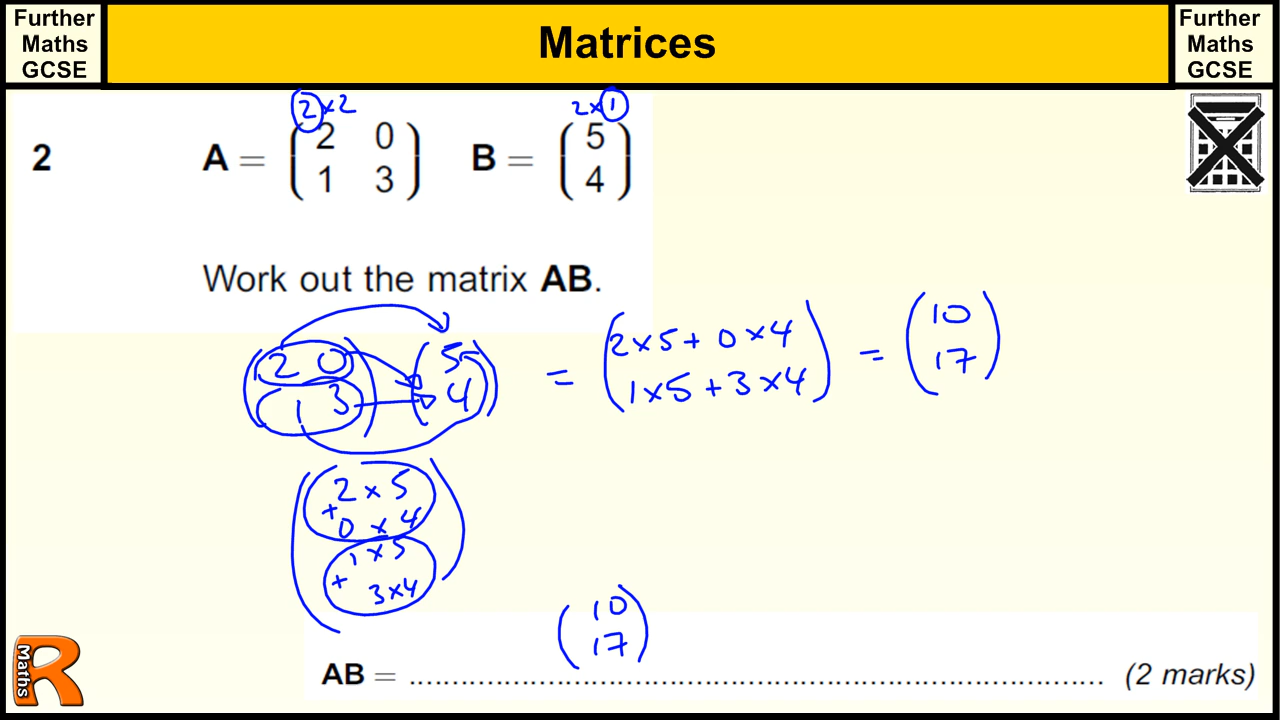 Further
Maths
GCSE
Matrices
Further
Maths
GCSE
2×2
2×1
2 A = (2 0) B = (5)
(1 3) (4)
Work out the matrix AB.
(2 0) (5) = (2×5+0×4) = (10)
(1 3) (4) (1×5+3×4) (17)
(2×5
+
0×4
1×5
+
3×4)
(10)
(17)
AB = ........................................................................ (2 marks)
R
Maths